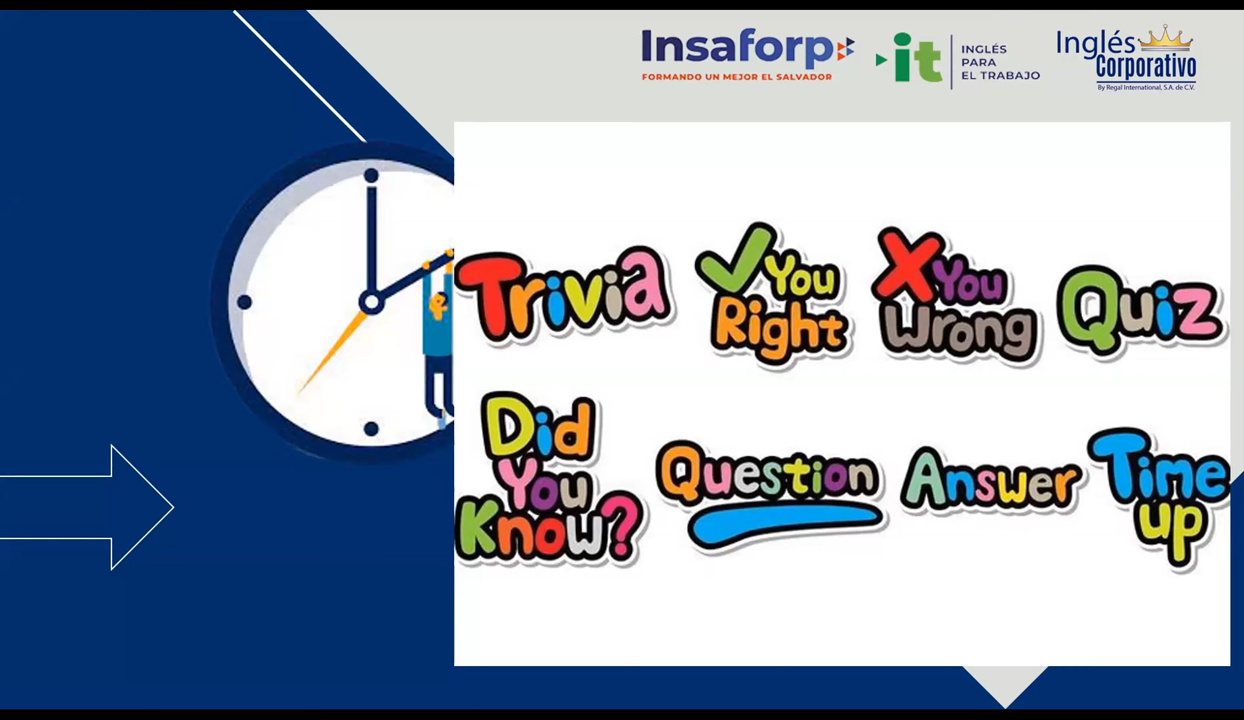 Insaforp
FORMANDO UN MEJOR EL SALVADOR
it
INGLÉS
PARA
EL TRABAJO
Inglés
Corporativo
By Regal International, S.A. de C.V.
Trivia
You
Right
You
Wrong
Quiz
Did
You
Know?
Question
Answer
Time
up